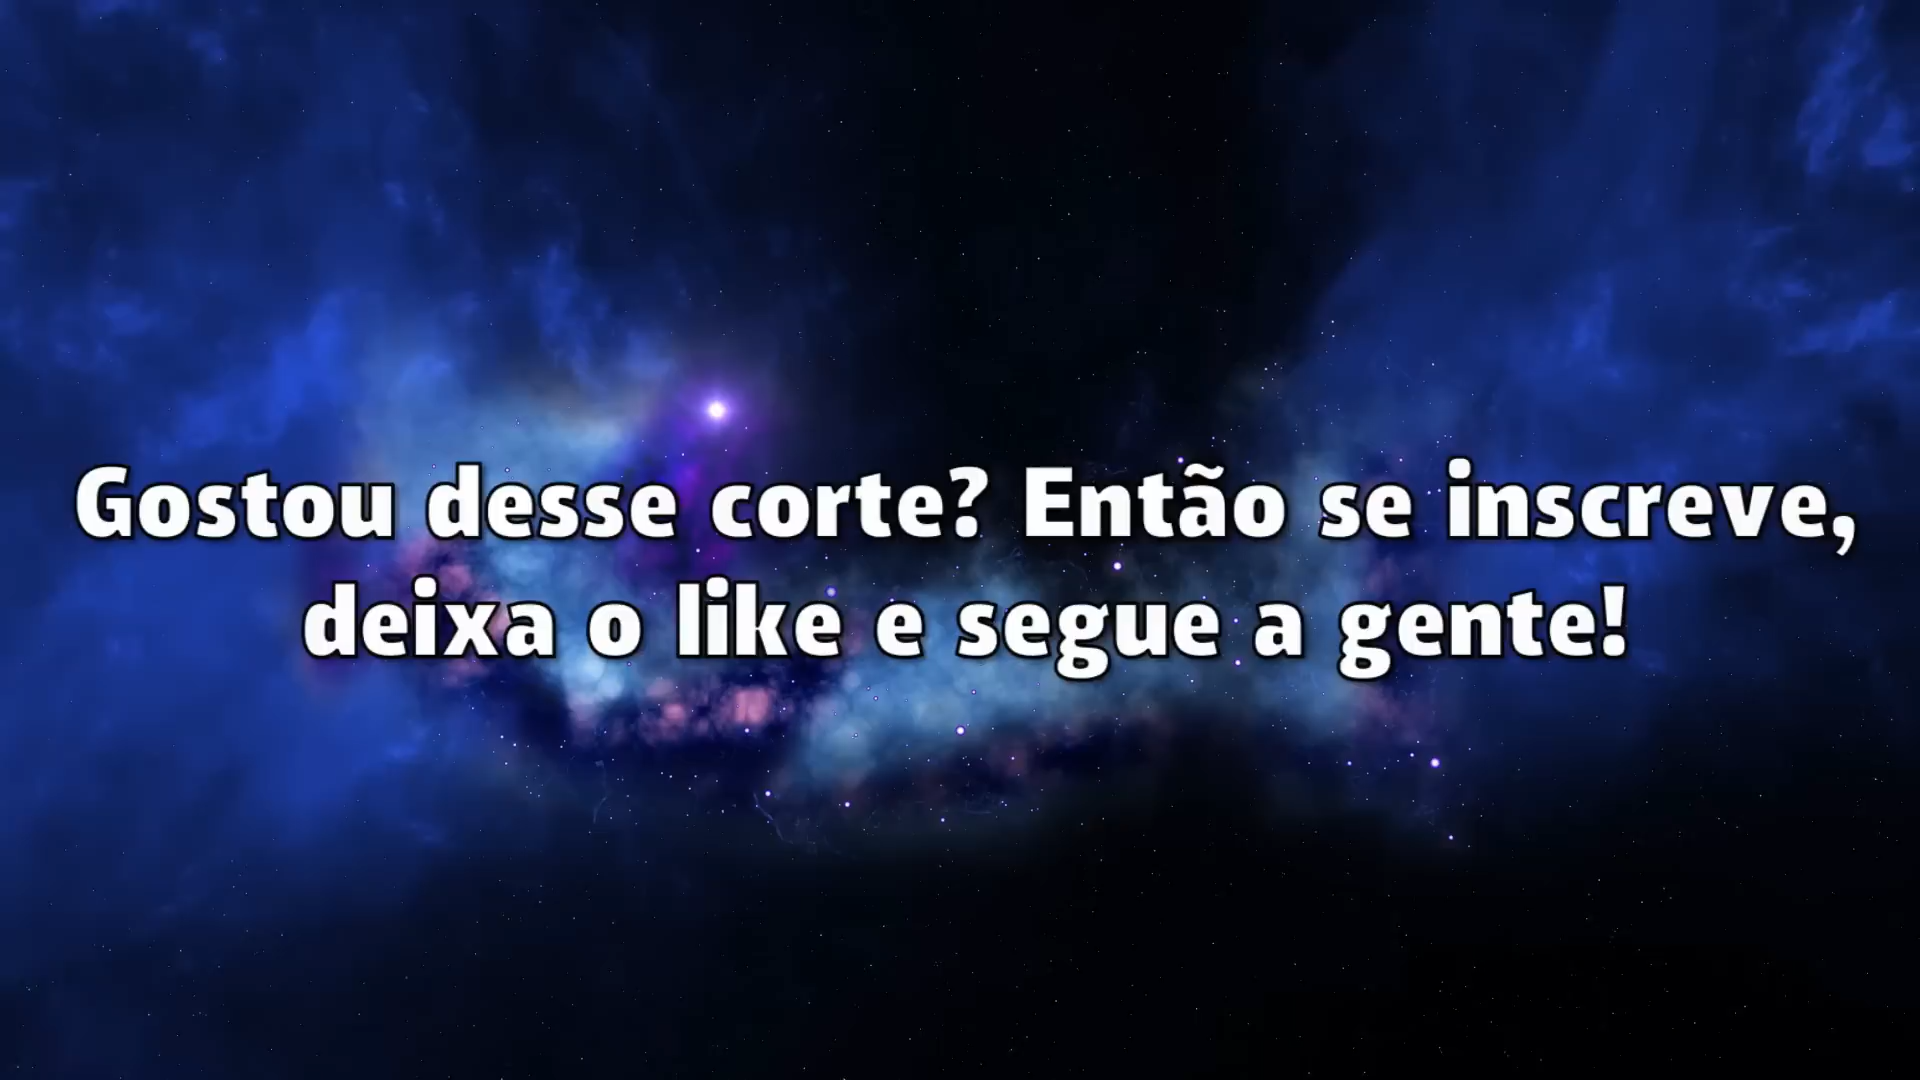 Gostou desse corte? Então se inscreve,
deixa o like e segue a gente!